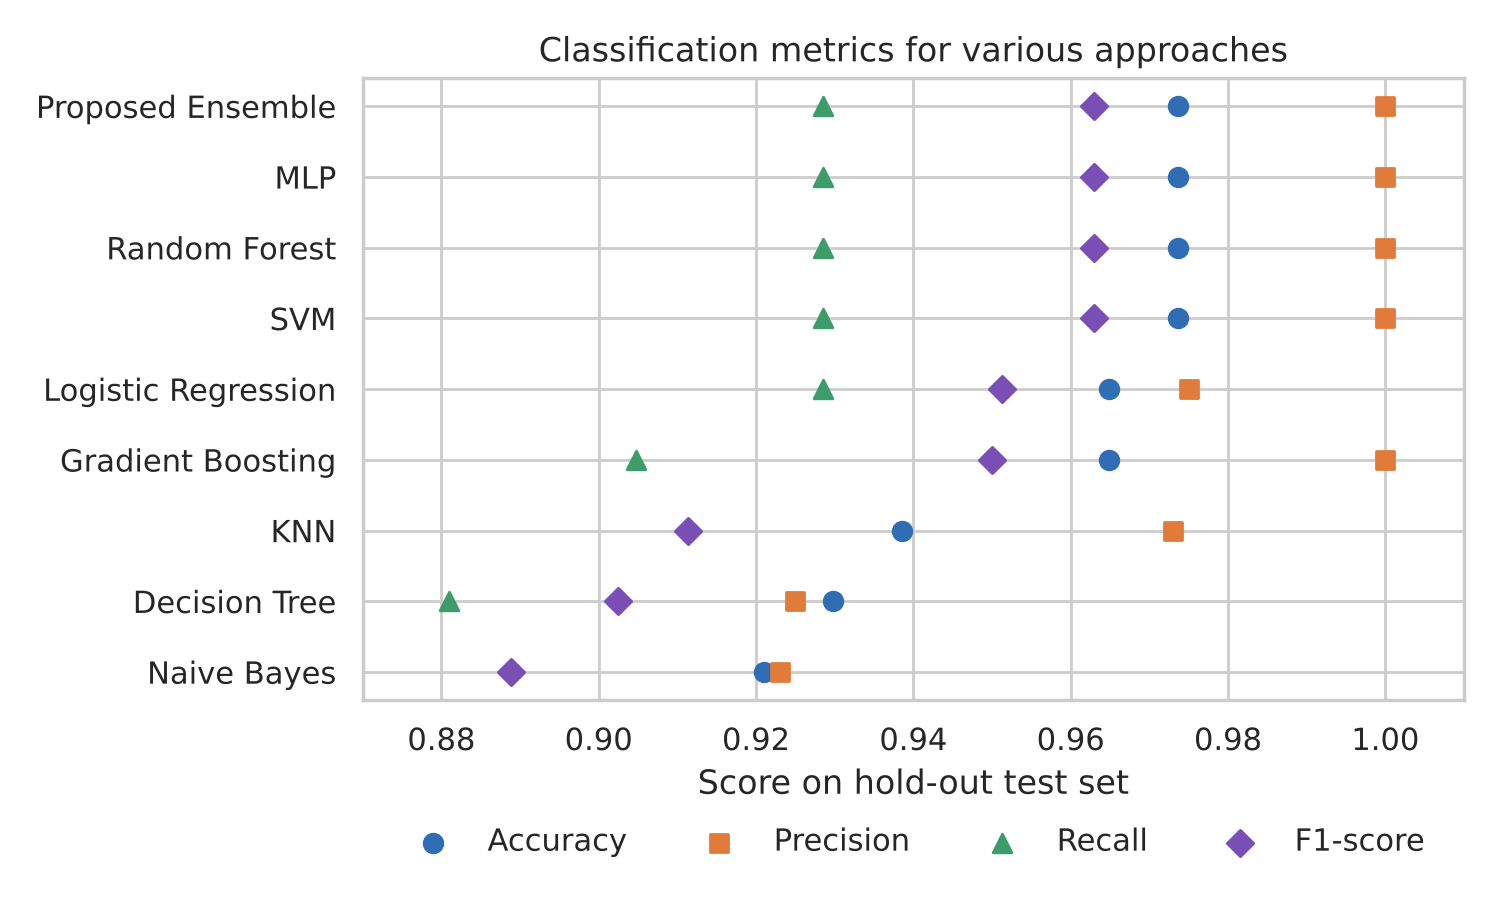 Classification metrics for various approaches
Proposed Ensemble
MLP
Random Forest
SVM
Logistic Regression
Gradient Boosting
KNN
Decision Tree
Naive Bayes
0.88 0.90 0.92 0.94 0.96 0.98 1.00
Score on hold-out test set
Accuracy Precision Recall F1-score